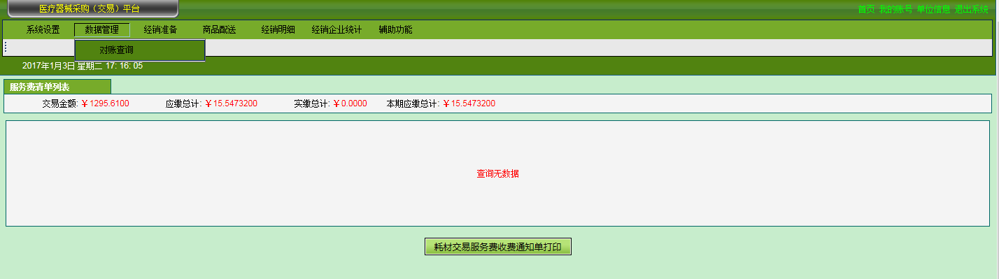 医疗器械采购（交易）平台
首页 我的账号 单位信息 退出系统
系统设置 数据管理 经销准备 商品配送 经销明细 经销企业统计 辅助功能
对账查询
2017年1月3日 星期二 17: 16: 05
服务费清单列表
交易金额: ￥1295.6100 应缴总计: ￥15.5473200 实缴总计: ￥0.0000 本期应缴总计: ￥15.5473200
查询无数据
耗材交易服务费收费通知单打印